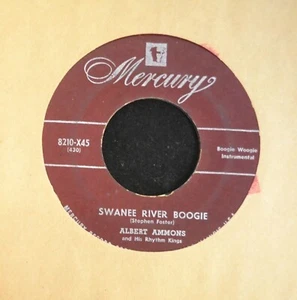 Mercury
8210-X45
(430)
Boogie Woogie
Instrumental
SWANEE RIVER BOOGIE
(Stephen Foster)
ALBERT AMMONS
and His Rhythm Kings